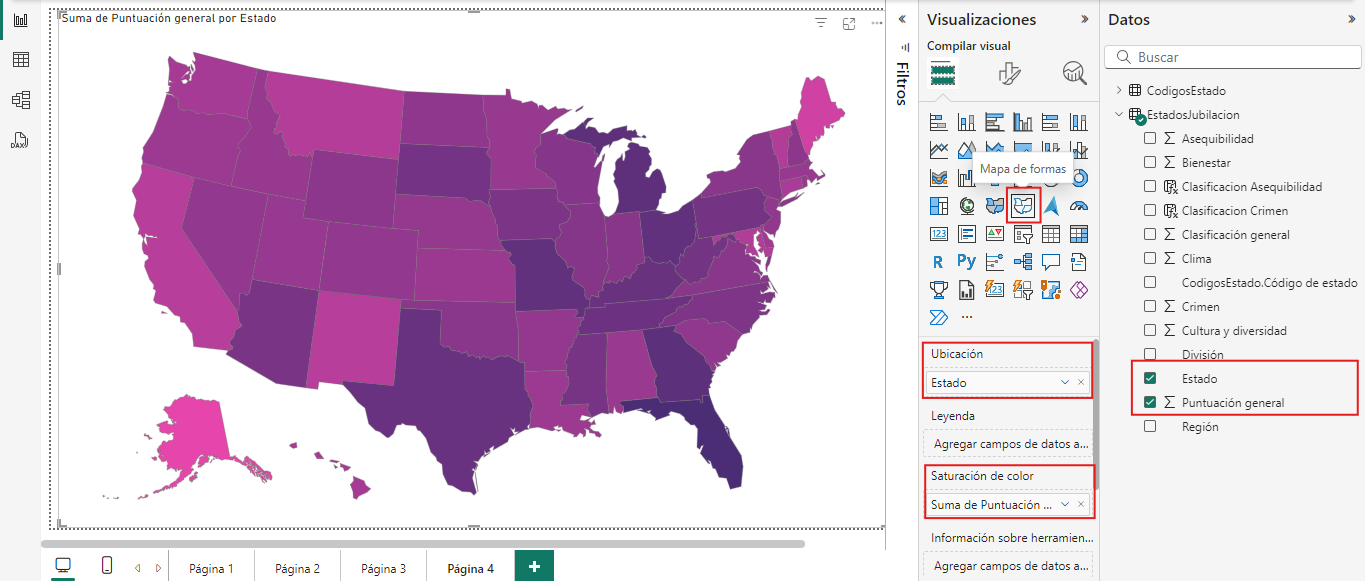 Suma de Puntuación general por Estado
Filtros
Visualizaciones
Compilar visual
Mapa de formas
123
R
Py
123
...
Ubicación
Estado
Leyenda
Agregar campos de datos a...
Saturación de color
Suma de Puntuación ...
Información sobre herramien...
Agregar campos de datos a...
Datos
Buscar
CodigosEstado
EstadosJubilacion
Asequibilidad
Bienestar
Clasificacion Asequibilidad
Clasificacion Crimen
Clasificación general
Clima
CodigosEstado.Código de estado
Crimen
Cultura y diversidad
División
Estado
Puntuación general
Región
DAX
Página 1
Página 2
Página 3
Página 4
+